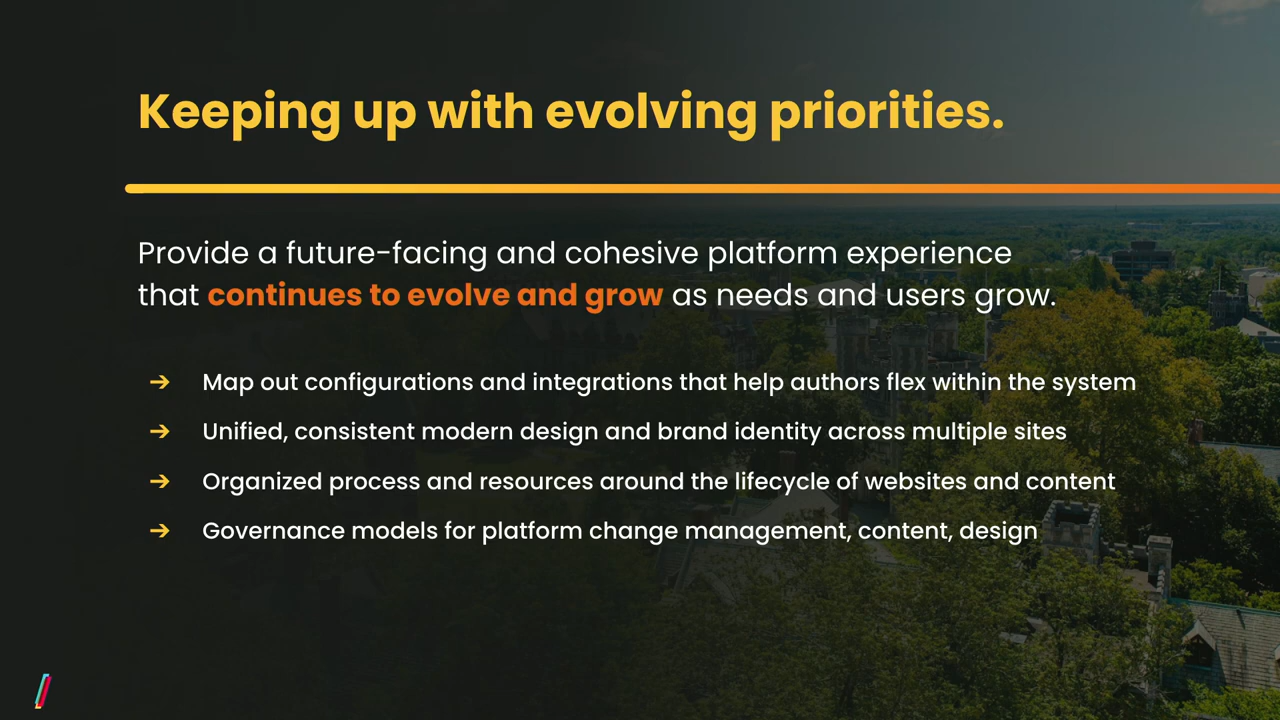 Keeping up with evolving priorities.
Provide a future-facing and cohesive platform experience
that continues to evolve and grow as needs and users grow.
➔ Map out configurations and integrations that help authors flex within the system
➔ Unified, consistent modern design and brand identity across multiple sites
➔ Organized process and resources around the lifecycle of websites and content
➔ Governance models for platform change management, content, design